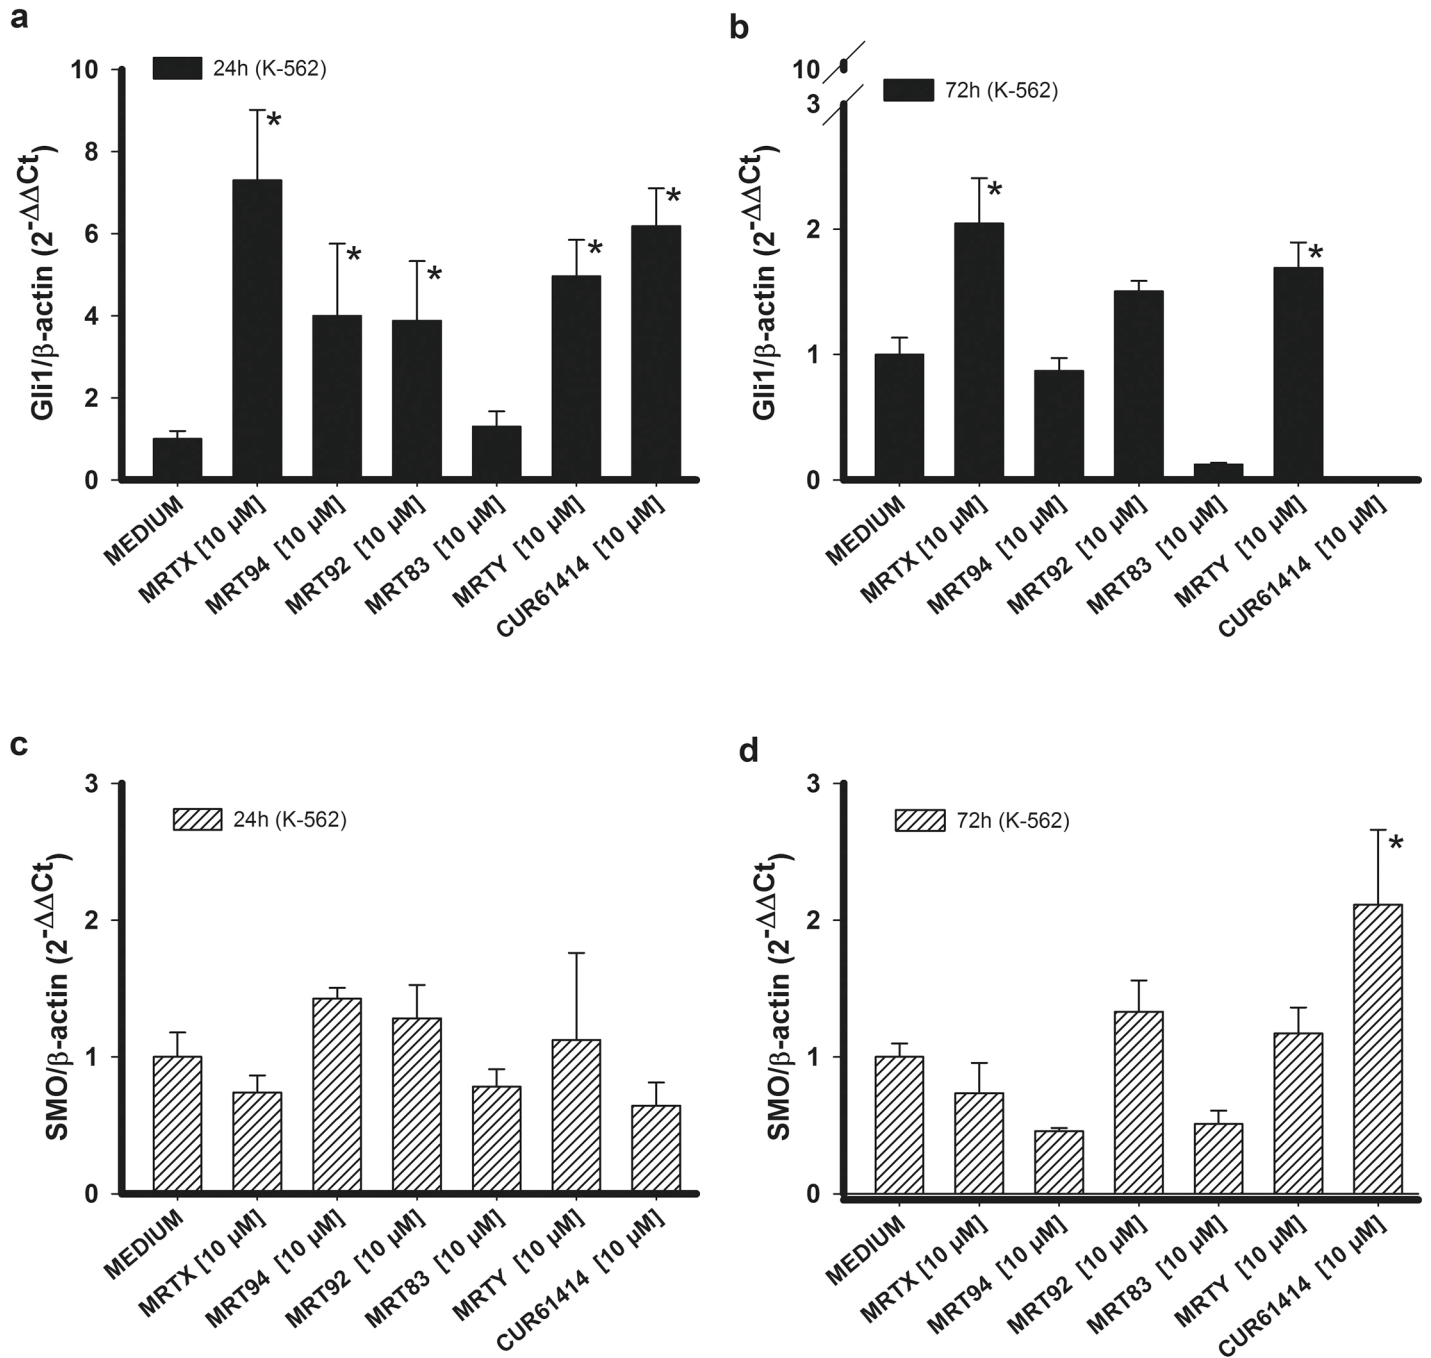 a
10
8
6
4
2
0
Gli1/β-actin (2-ΔΔCt)
24h (K-562)
*
*
*
*
*
MEDIUM
MRTX [10 µM]
MRT94 [10 µM]
MRT92 [10 µM]
MRT83 [10 µM]
MRTY [10 µM]
CUR61414 [10 µM]
b
10
3
2
1
0
Gli1/β-actin (2-ΔΔCt)
72h (K-562)
*
*
MEDIUM
MRTX [10 µM]
MRT94 [10 µM]
MRT92 [10 µM]
MRT83 [10 µM]
MRTY [10 µM]
CUR61414 [10 µM]
c
3
2
1
0
SMO/β-actin (2-ΔΔCt)
24h (K-562)
MEDIUM
MRTX [10 µM]
MRT94 [10 µM]
MRT92 [10 µM]
MRT83 [10 µM]
MRTY [10 µM]
CUR61414 [10 µM]
d
3
2
1
0
SMO/β-actin (2-ΔΔCt)
72h (K-562)
*
MEDIUM
MRTX [10 µM]
MRT94 [10 µM]
MRT92 [10 µM]
MRT83 [10 µM]
MRTY [10 µM]
CUR61414 [10 µM]